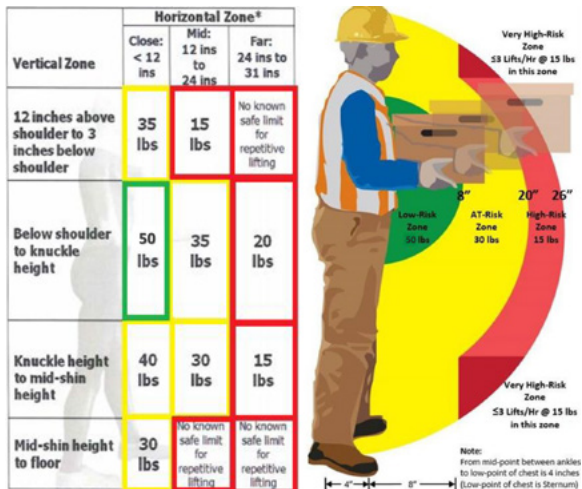 Horizontal Zone*
Vertical Zone
Close:
< 12
ins
Mid:
12 ins
to
24 ins
Far:
24 ins to
31 ins
12 inches above
shoulder to 3
inches below
shoulder
35
lbs
15
lbs
No known
safe limit
for
repetitive
lifting
Below shoulder
to knuckle
height
50
lbs
35
lbs
20
lbs
Knuckle height
to mid-shin
height
40
lbs
30
lbs
15
lbs
Mid-shin height
to floor
30
lbs
No known
safe limit
for
repetitive
lifting
No known
safe limit
for
repetitive
lifting
Very High-Risk
Zone
≤3 Lifts/Hr @ 15 lbs
in this zone
8”
20”
26”
Low-Risk
Zone
50 lbs
AT-Risk
Zone
30 lbs
High-Risk
Zone
15 lbs
Very High-Risk
Zone
≤3 Lifts/Hr @ 15 lbs
in this zone
Note:
From mid-point between ankles
to low-point of chest is 4 inches
(Low-point of chest is Sternum)
4”
8”